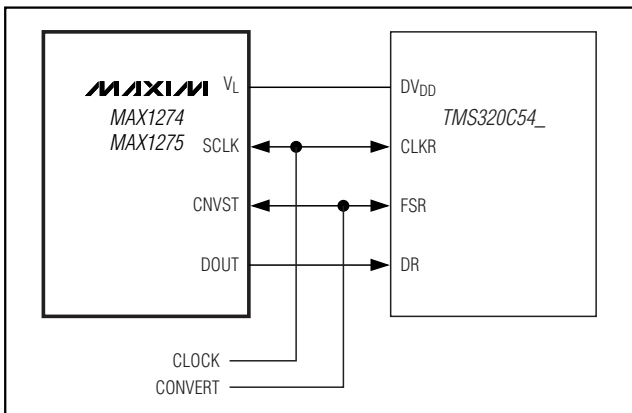 MAXIM
MAX1274
MAX1275
VL
SCLK
CNVST
DOUT
DVDD
TMS320C54_
CLKR
FSR
DR
CLOCK
CONVERT